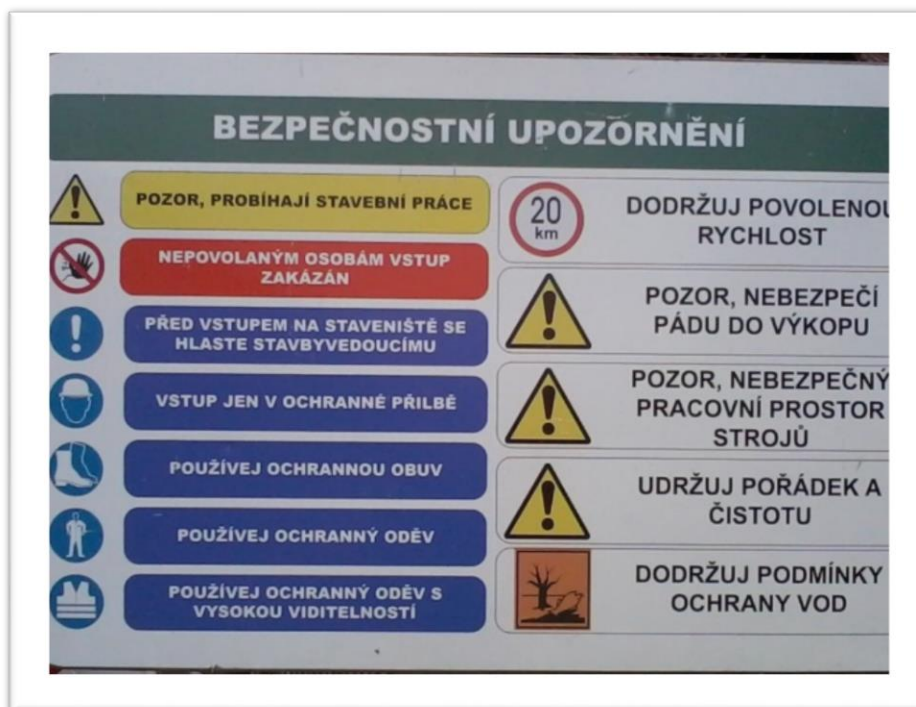 BEZPEČNOSTNÍ UPOZORNĚNÍ
POZOR, PROBÍHAJÍ STAVEBNÍ PRÁCE
NEPOVOLANÝM OSOBÁM VSTUP
ZAKÁZÁN
PŘED VSTUPEM NA STAVENIŠTĚ SE
HLASTE STAVBYVEDOUCÍMU
VSTUP JEN V OCHRANNÉ PŘILBĚ
POUŽÍVEJ OCHRANNOU OBUV
POUŽÍVEJ OCHRANNÝ ODĚV
POUŽÍVEJ OCHRANNÝ ODĚV S
VYSOKOU VIDITELNOSTÍ
20
km
DODRŽUJ POVOLENOU
RYCHLOST
POZOR, NEBEZPEČÍ
PÁDU DO VÝKOPU
POZOR, NEBEZPEČNÝ
PRACOVNÍ PROSTOR
STROJŮ
UDRŽUJ POŘÁDEK A
ČISTOTU
DODRŽUJ PODMÍNKY
OCHRANY VOD